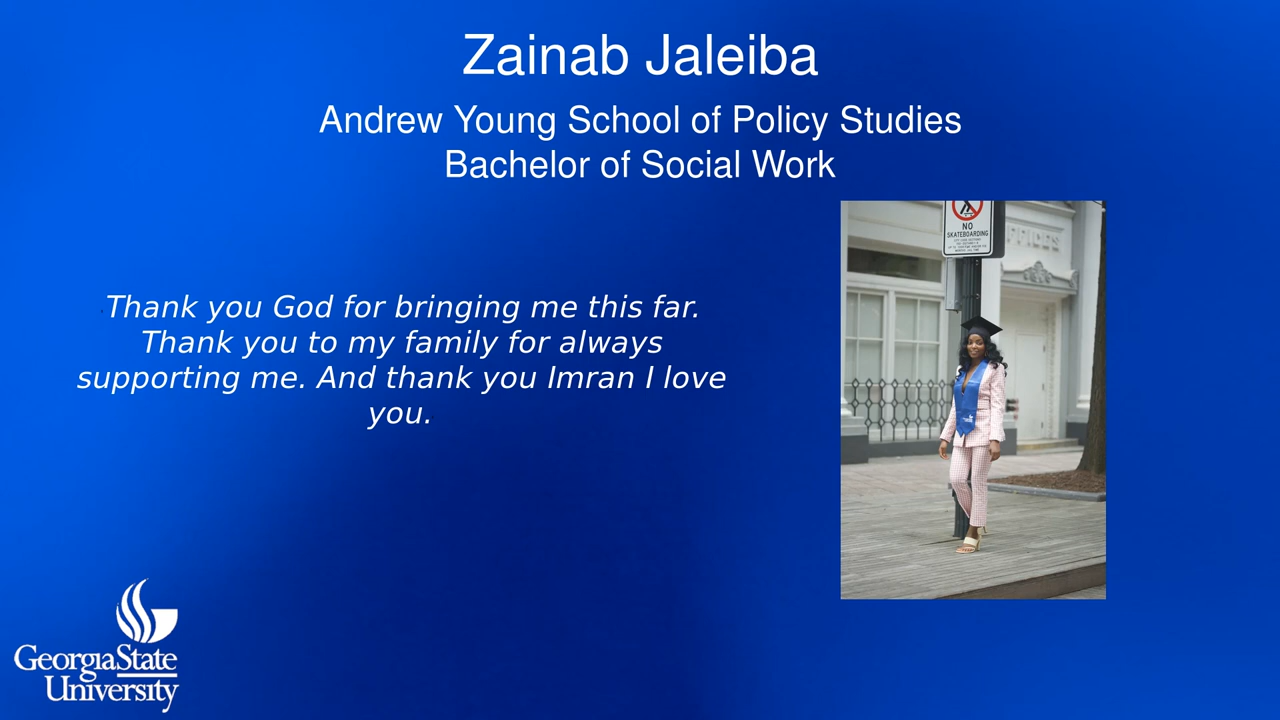 Zainab Jaleiba
Andrew Young School of Policy Studies
Bachelor of Social Work
Thank you God for bringing me this far.
Thank you to my family for always
supporting me. And thank you Imran I love
you.
NO
SKATEBOARDING
GeorgiaState
University